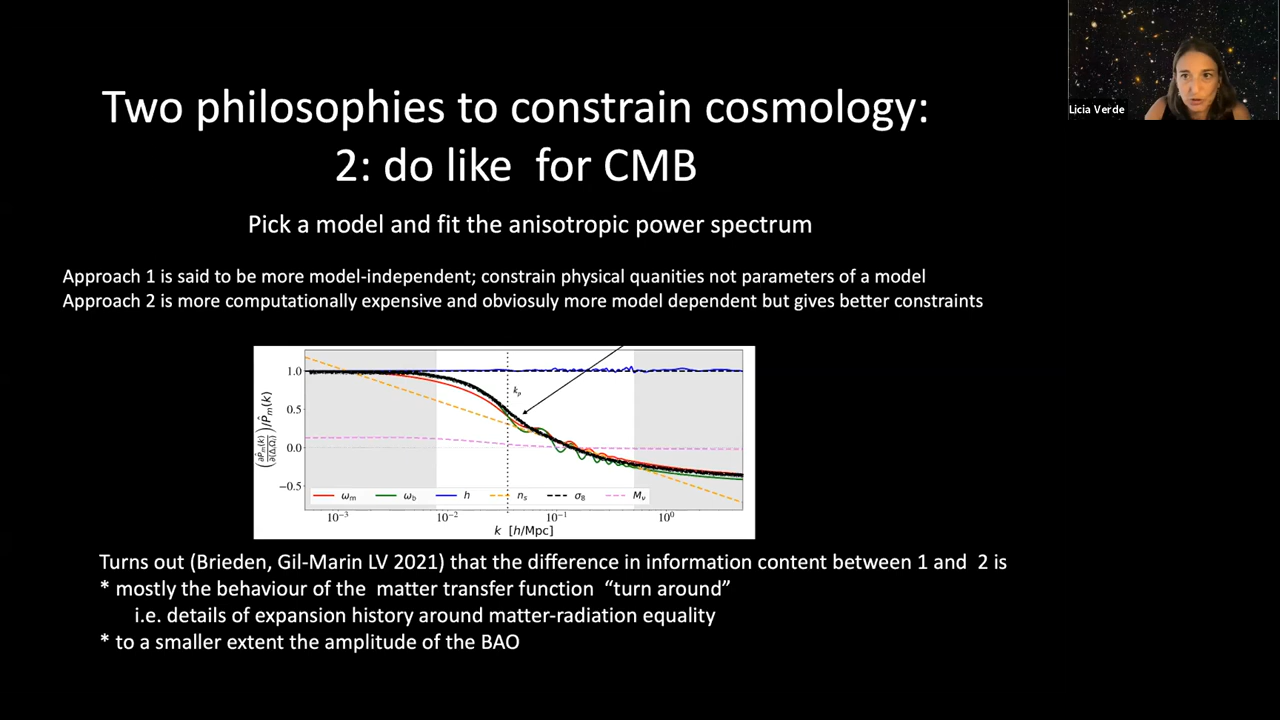 Licia Verde
Two philosophies to constrain cosmology:
2: do like for CMB
Pick a model and fit the anisotropic power spectrum
Approach 1 is said to be more model-independent; constrain physical quanities not parameters of a model
Approach 2 is more computationally expensive and obviosuly more model dependent but gives better constraints
1.0
0.5
0.0
−0.5
k_p
ω_m ω_b h n_s σ_8 M_ν
10⁻³ 10⁻² 10⁻¹ 10⁰
k [h/Mpc]
Turns out (Brieden, Gil-Marin LV 2021) that the difference in information content between 1 and 2 is
* mostly the behaviour of the matter transfer function “turn around”
i.e. details of expansion history around matter-radiation equality
* to a smaller extent the amplitude of the BAO